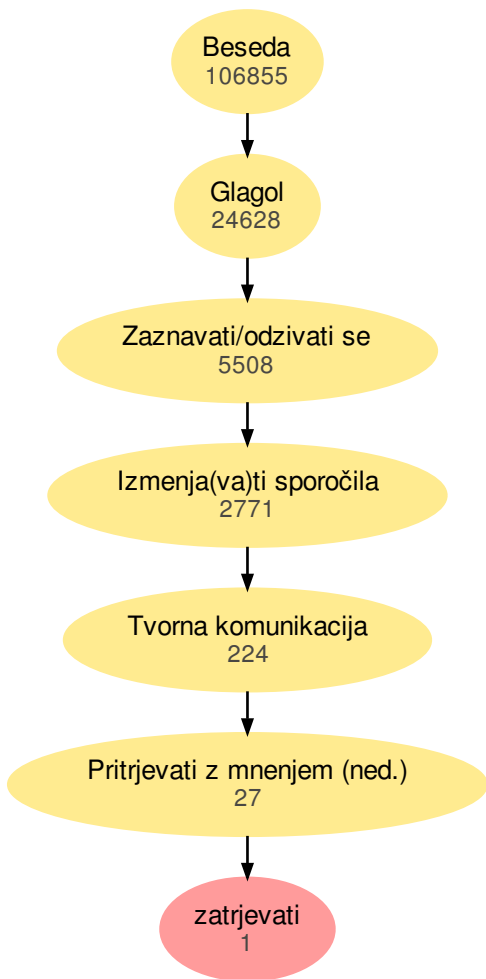 Beseda
106855
Glagol
24628
Zaznavati/odzivati se
5508
Izmenja(va)ti sporočila
2771
Tvorna komunikacija
224
Pritrjevati z mnenjem (ned.)
27
zatrjevati
1